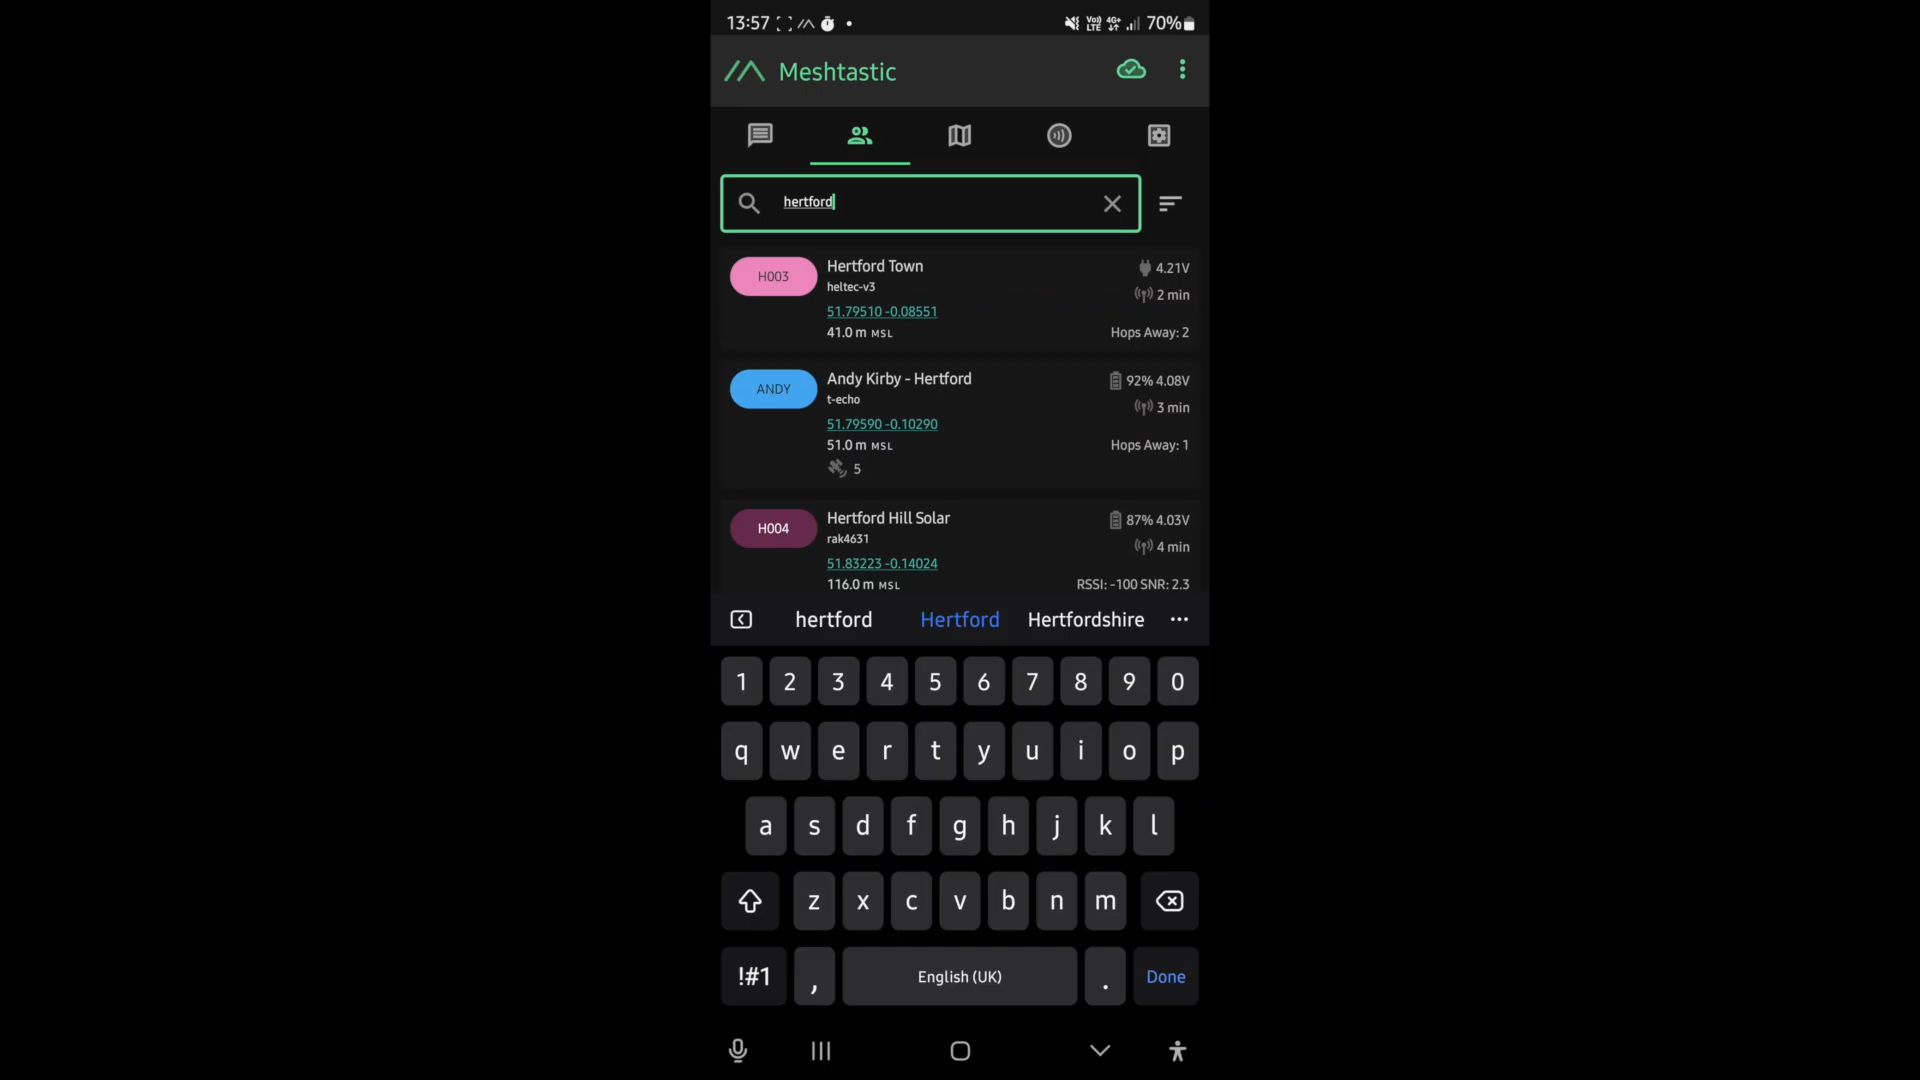 13:57 VoD LTE 4G+ 70%
Meshtastic
hertford
H003 Hertford Town 4.21V
heltec-v3 2 min
51.79510 -0.08551
41.0 m MSL Hops Away: 2
ANDY Andy Kirby - Hertford 92% 4.08V
t-echo 3 min
51.79590 -0.10290
51.0 m MSL Hops Away: 1
5
H004 Hertford Hill Solar 87% 4.03V
rak4631 4 min
51.83223 -0.14024
116.0 m MSL RSSI: -100 SNR: 2.3
hertford Hertford Hertfordshire ...
1 2 3 4 5 6 7 8 9 0
q w e r t y u i o p
a s d f g h j k l
z x c v b n m
!#1 , English (UK) . Done